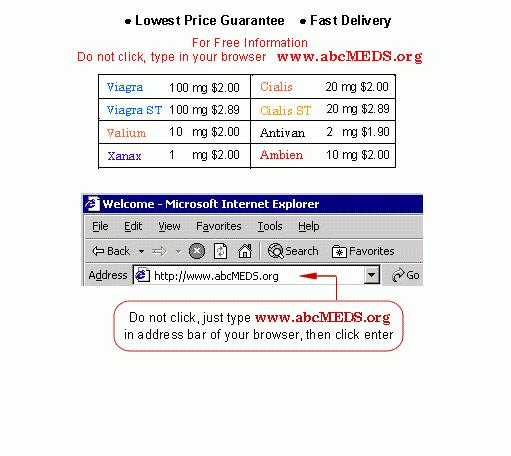 • Lowest Price Guarantee • Fast Delivery
For Free Information
Do not click, type in your browser www.abcMEDS.org
Viagra 100 mg $2.00 Cialis 20 mg $2.00
Viagra ST 100 mg $2.89 Cialis ST 20 mg $2.89
Valium 10 mg $2.00 Antivan 2 mg $1.90
Xanax 1 mg $2.00 Ambien 10 mg $2.00
Welcome - Microsoft Internet Explorer
File Edit View Favorites Tools Help
Back Search Favorites
Address http://www.abcMEDS.org Go
Do not click, just type www.abcMEDS.org
in address bar of your browser, then click enter